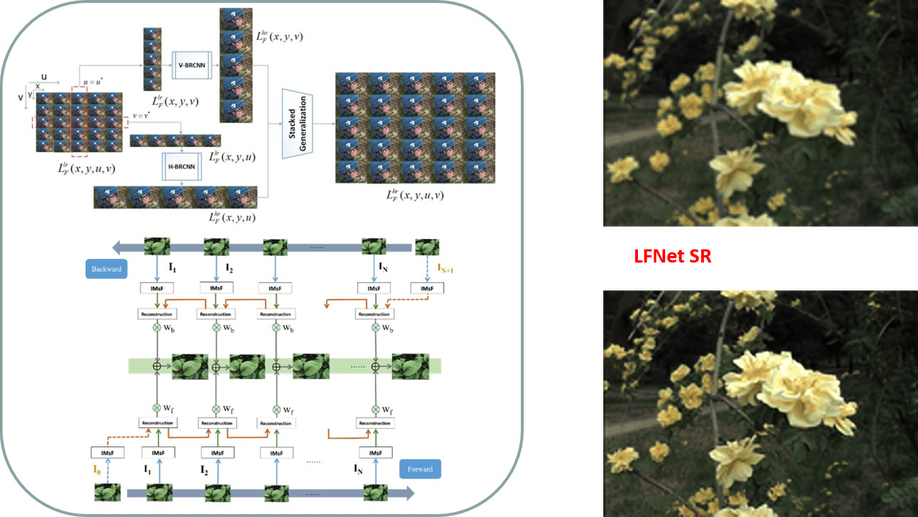 u
x
v
y
u = u*
v = v*
L_F^{lr}(x, y, u, v)
L_F^{lr}(x, y, v)
V-BRCNN
L_F^{hr}(x, y, v)
L_F^{lr}(x, y, u)
H-BRCNN
L_F^{hr}(x, y, u)
Stacked
Generalization
L_F^{hr}(x, y, u, v)
Backward
I_1 I_2 ...... I_N I_{N+1}
IMsF IMsF IMsF IMsF IMsF
Reconstruction Reconstruction Reconstruction Reconstruction
w_b w_b w_b w_b
......
w_f w_f w_f w_f
Reconstruction Reconstruction Reconstruction Reconstruction
IMsF IMsF IMsF IMsF IMsF
I_0 I_1 I_2 ...... I_N
Forward
......
LFNet SR